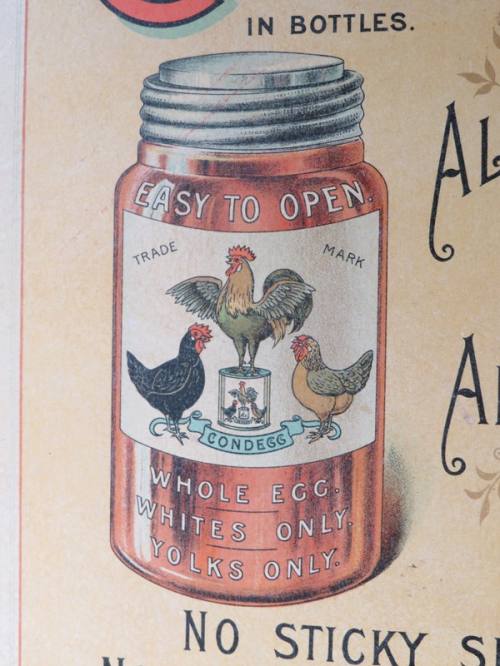 IN BOTTLES.
EASY TO OPEN.
TRADE MARK
CONDEGG
WHOLE EGG.
WHITES ONLY.
YOLKS ONLY.
NO STICKY